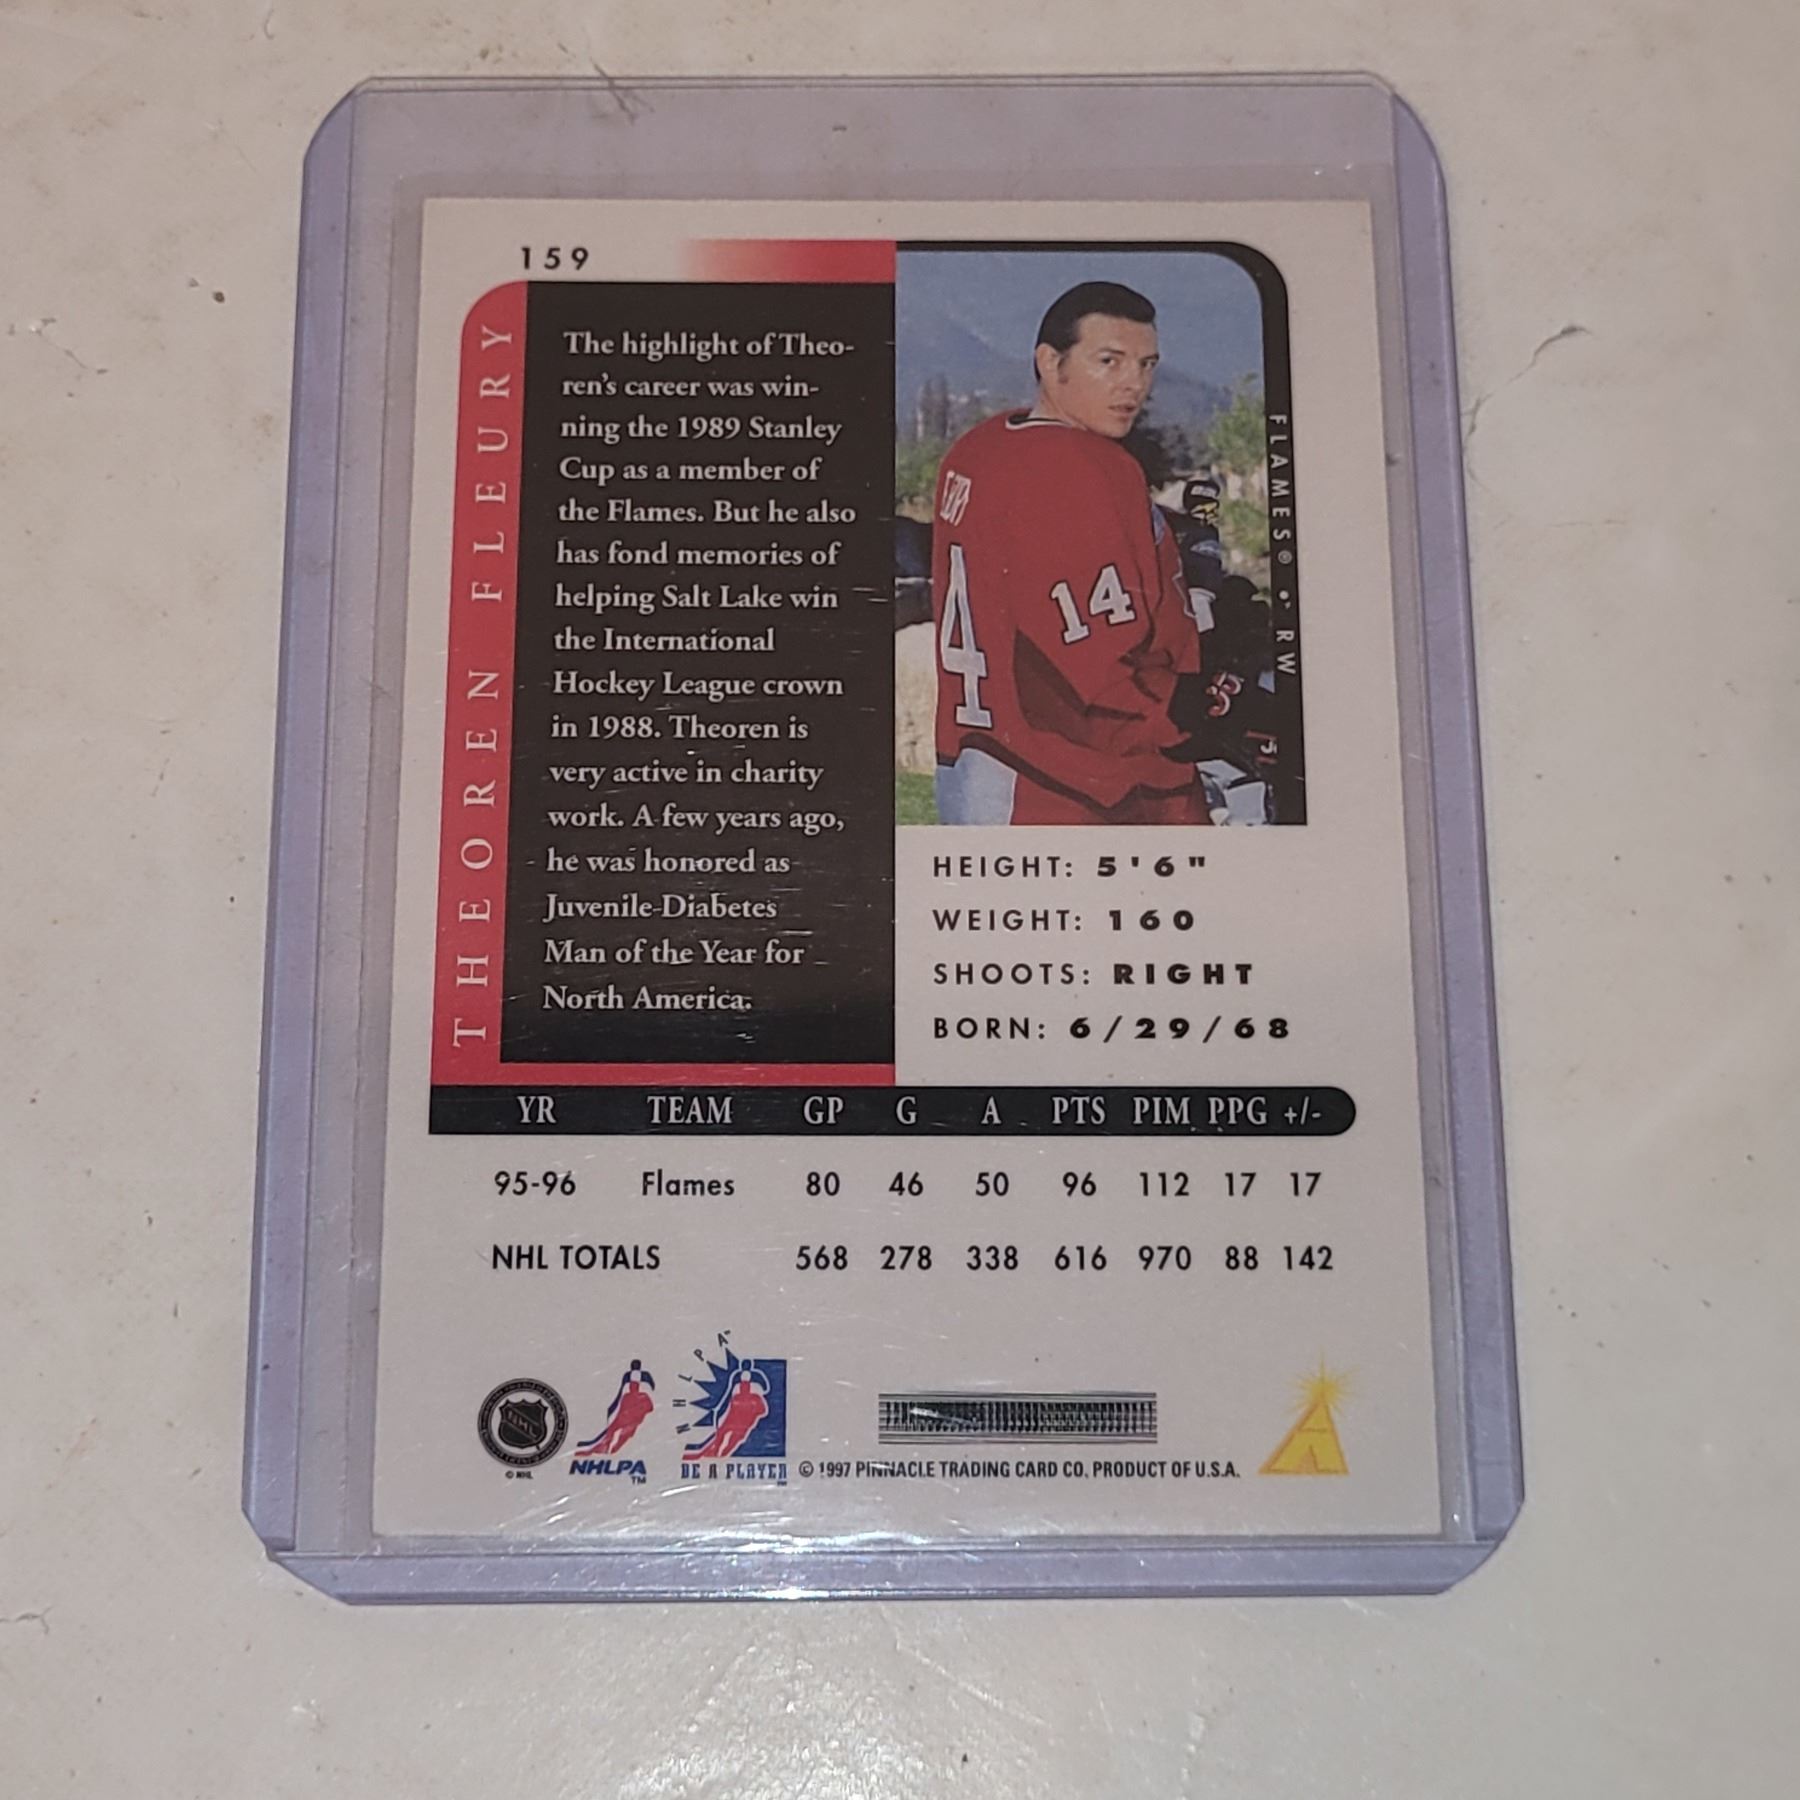 159
THEOREN FLEURY
The highlight of Theo-
ren's career was win-
ning the 1989 Stanley
Cup as a member of
the Flames. But he also
has fond memories of
helping Salt Lake win
the International
Hockey League crown
in 1988. Theoren is
very active in charity
work. A few years ago,
he was honored as
Juvenile Diabetes
Man of the Year for
North America.
14
FLAMES® • RW
HEIGHT: 5'6"
WEIGHT: 160
SHOOTS: RIGHT
BORN: 6/29/68
YR TEAM GP G A PTS PIM PPG +/-
95-96 Flames 80 46 50 96 112 17 17
NHL TOTALS 568 278 338 616 970 88 142
NHL
© NHL
NHLPA
TM
NHLPA
BE A PLAYER
© 1997 PINNACLE TRADING CARD CO. PRODUCT OF U.S.A.